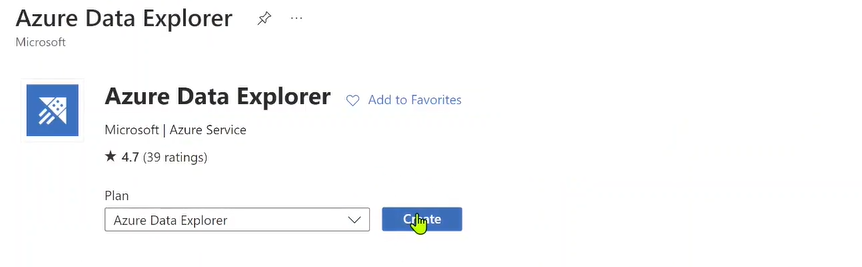 Azure Data Explorer
Microsoft
Azure Data Explorer
Add to Favorites
Microsoft | Azure Service
★ 4.7 (39 ratings)
Plan
Azure Data Explorer
Create